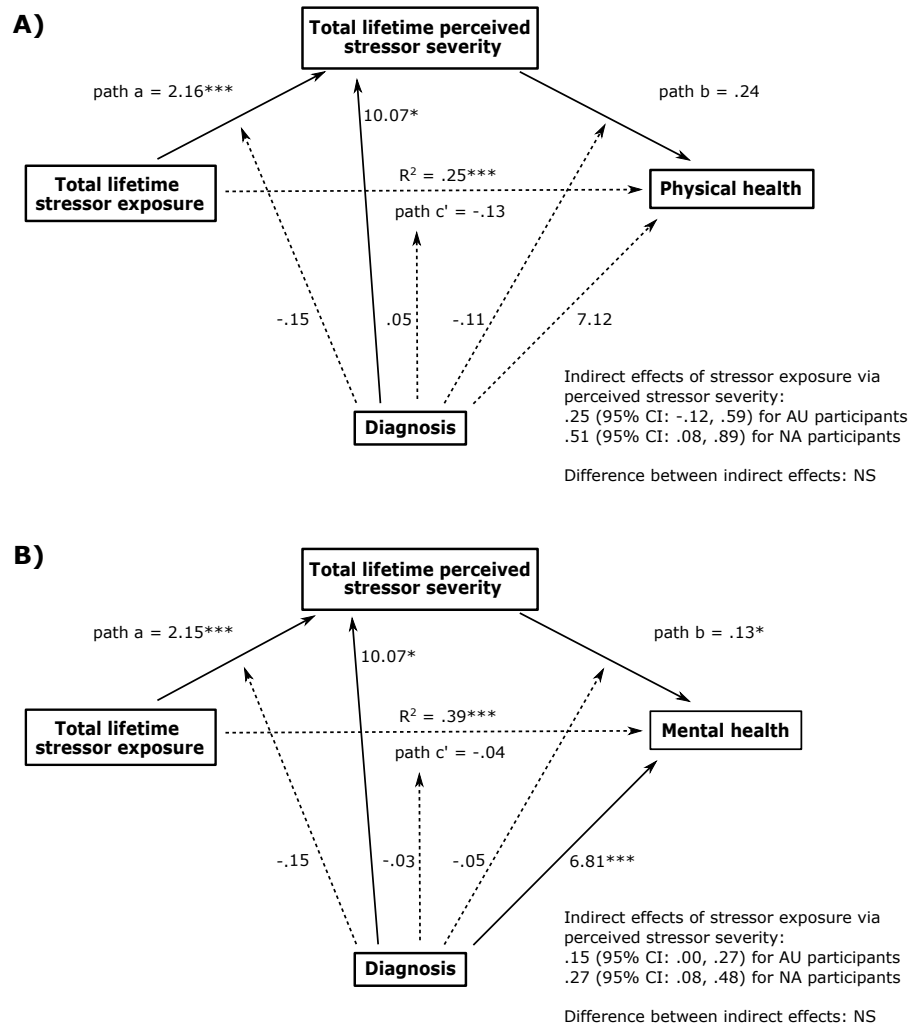 A)
Total lifetime perceived
stressor severity
path a = 2.16***
path b = .24
10.07*
Total lifetime
stressor exposure
R² = .25***
Physical health
path c' = -.13
-.15
.05
-.11
7.12
Diagnosis
Indirect effects of stressor exposure via
perceived stressor severity:
.25 (95% CI: -.12, .59) for AU participants
.51 (95% CI: .08, .89) for NA participants
Difference between indirect effects: NS
B)
Total lifetime perceived
stressor severity
path a = 2.15***
path b = .13*
10.07*
Total lifetime
stressor exposure
R² = .39***
Mental health
path c' = -.04
-.15
-.03
-.05
6.81***
Diagnosis
Indirect effects of stressor exposure via
perceived stressor severity:
.15 (95% CI: .00, .27) for AU participants
.27 (95% CI: .08, .48) for NA participants
Difference between indirect effects: NS